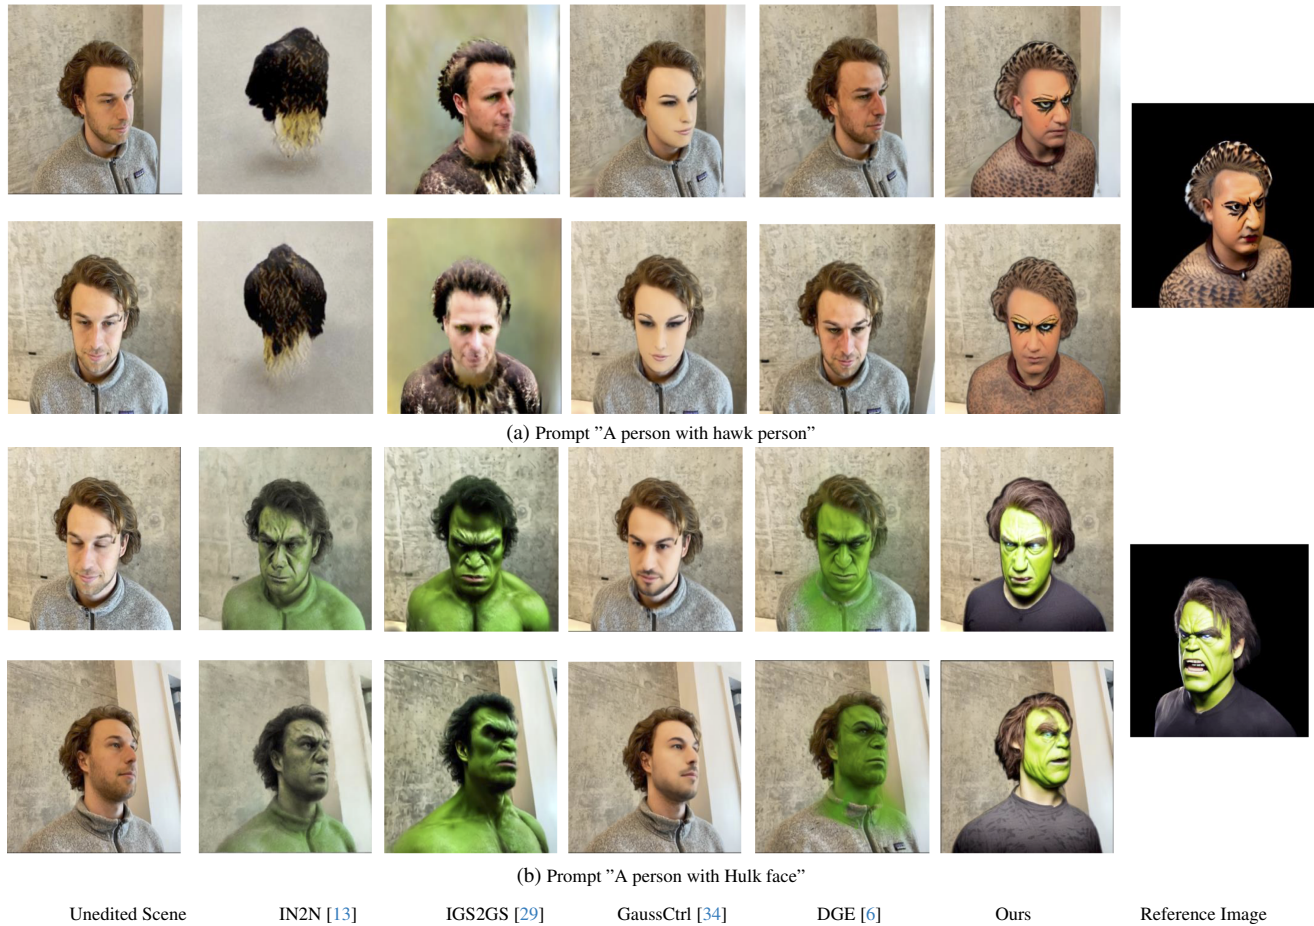 (a) Prompt ”A person with hawk person”
(b) Prompt ”A person with Hulk face”
Unedited Scene IN2N [13] IGS2GS [29] GaussCtrl [34] DGE [6] Ours Reference Image